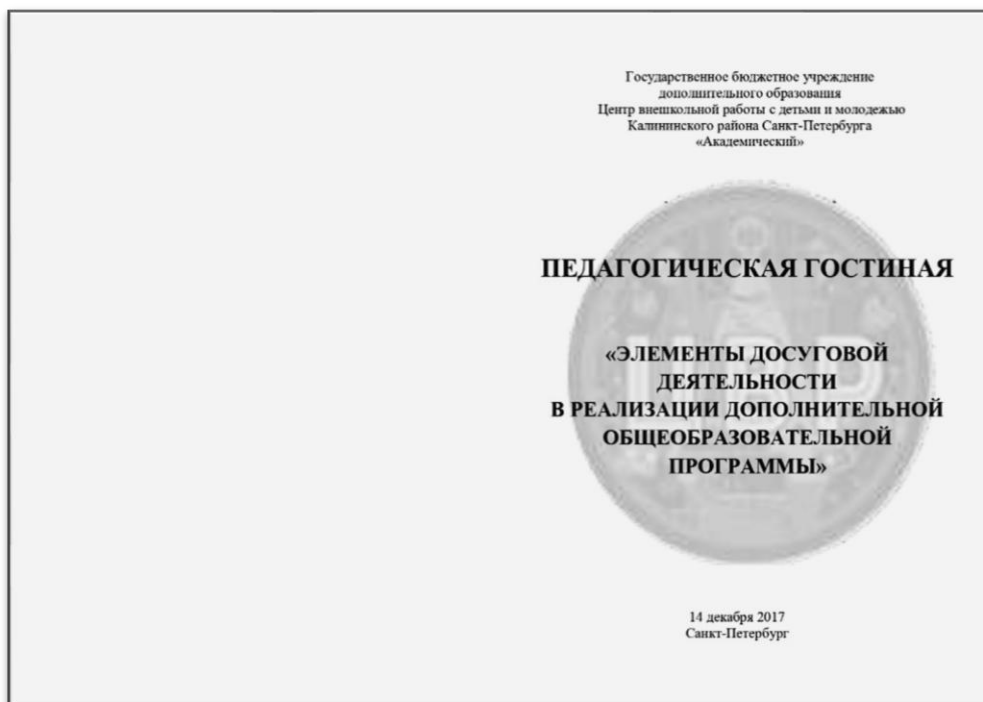 Государственное бюджетное учреждение
дополнительного образования
Центр внешкольной работы с детьми и молодежью
Калининского района Санкт-Петербурга
«Академический»
ПЕДАГОГИЧЕСКАЯ ГОСТИНАЯ
«ЭЛЕМЕНТЫ ДОСУГОВОЙ
ДЕЯТЕЛЬНОСТИ
В РЕАЛИЗАЦИИ ДОПОЛНИТЕЛЬНОЙ
ОБЩЕОБРАЗОВАТЕЛЬНОЙ
ПРОГРАММЫ»
ЦВР
14 декабря 2017
Санкт-Петербург